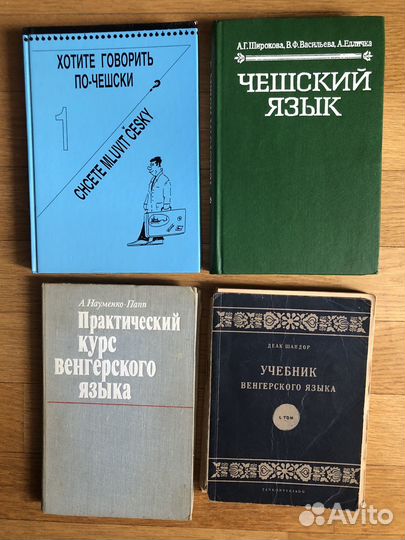 ХОТИТЕ ГОВОРИТЬ
ПО-ЧЕШСКИ
1
CHCETE MLUVIT ČESKY
?
А.Г.Широкова, В.Ф.Васильева, А.Едличка
ЧЕШСКИЙ
ЯЗЫК
А.Науменко-Папп
Практический
курс
венгерского
языка
ДЕАК ШАНДОР
УЧЕБНИК
ВЕНГЕРСКОГО ЯЗЫКА
I. ТОМ
TANKÖNYVKIADÓ
Avito